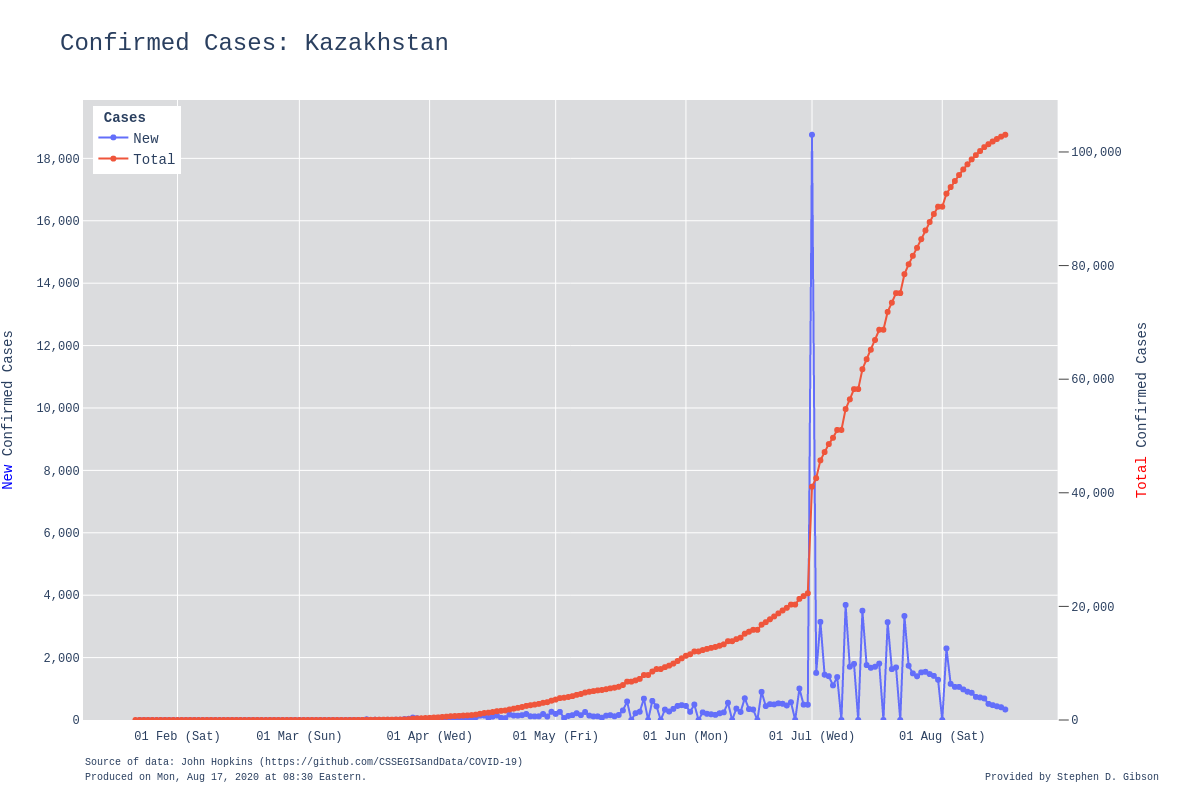 Confirmed Cases: Kazakhstan
Cases
New
Total
18,000
16,000
14,000
12,000
10,000
8,000
6,000
4,000
2,000
0
New Confirmed Cases
100,000
80,000
60,000
40,000
20,000
0
Total Confirmed Cases
01 Feb (Sat)
01 Mar (Sun)
01 Apr (Wed)
01 May (Fri)
01 Jun (Mon)
01 Jul (Wed)
01 Aug (Sat)
Source of data: John Hopkins (https://github.com/CSSEGISandData/COVID-19)
Produced on Mon, Aug 17, 2020 at 08:30 Eastern.
Provided by Stephen D. Gibson